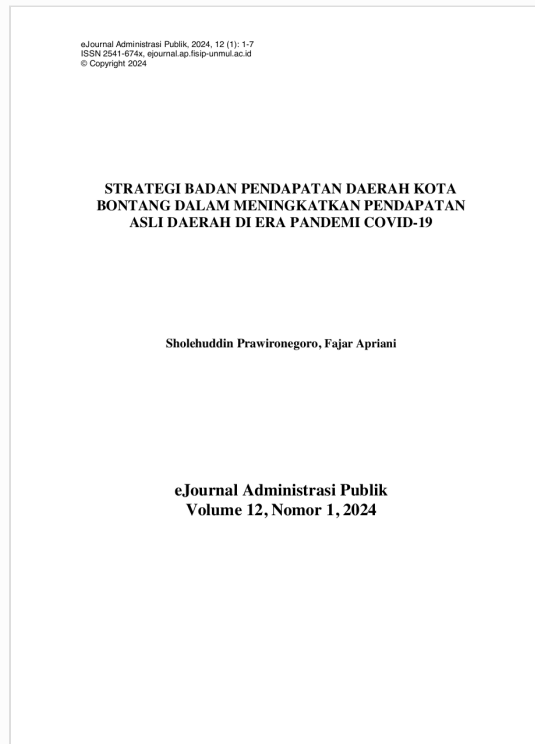 eJournal Administrasi Publik, 2024, 12 (1): 1-7
ISSN 2541-674x, ejournal.ap.fisip-unmul.ac.id
© Copyright 2024
STRATEGI BADAN PENDAPATAN DAERAH KOTA
BONTANG DALAM MENINGKATKAN PENDAPATAN
ASLI DAERAH DI ERA PANDEMI COVID-19
Sholehuddin Prawironegoro, Fajar Apriani
eJournal Administrasi Publik
Volume 12, Nomor 1, 2024